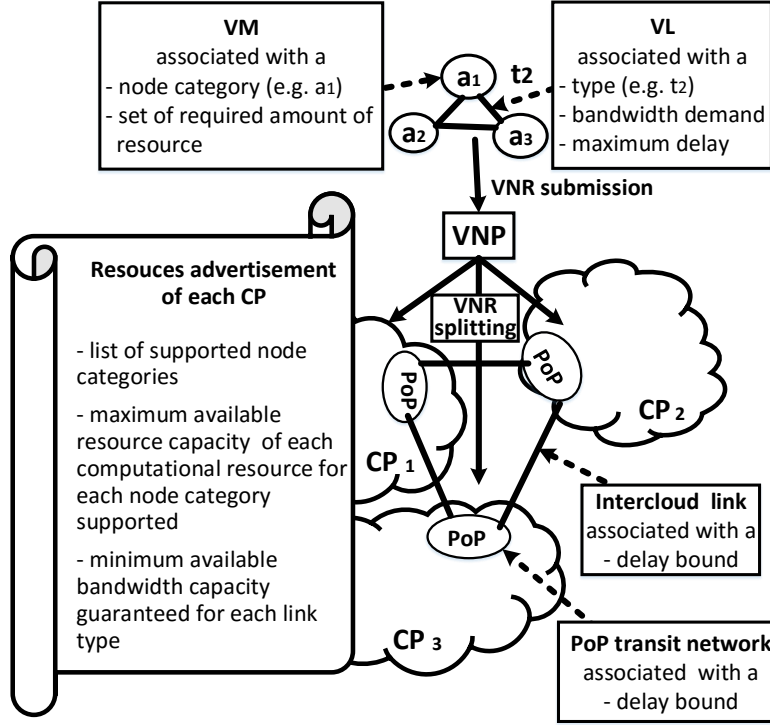 VM
associated with a
- node category (e.g. a1)
- set of required amount of
resource
a1
t2
a2
a3
VL
associated with a
- type (e.g. t2)
- bandwidth demand
- maximum delay
VNR submission
VNP
VNR
splitting
Resouces advertisement
of each CP
- list of supported node
categories
- maximum available
resource capacity of each
computational resource for
each node category
supported
- minimum available
bandwidth capacity
guaranteed for each link
type
PoP
PoP
CP 2
CP 1
PoP
CP 3
Intercloud link
associated with a
- delay bound
PoP transit network
associated with a
- delay bound